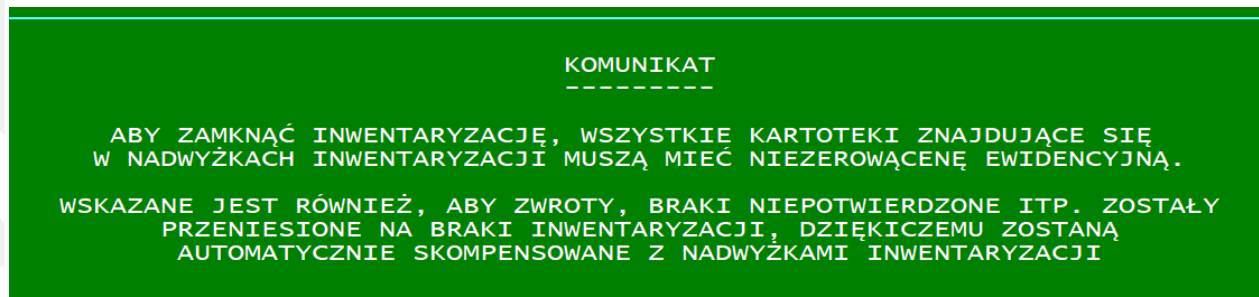 KOMUNIKAT
---------
ABY ZAMKNĄĆ INWENTARYZACJĘ, WSZYSTKIE KARTOTEKI ZNAJDUJĄCE SIĘ
W NADWYŻKACH INWENTARYZACJI MUSZĄ MIEĆ NIEZEROWĄCENĘ EWIDENCYJNĄ.
WSKAZANE JEST RÓWNIEŻ, ABY ZWROTY, BRAKI NIEPOTWIERDZONE ITP. ZOSTAŁY
PRZENIESIONE NA BRAKI INWENTARYZACJI, DZIĘKICZEMU ZOSTANĄ
AUTOMATYCZNIE SKOMPENSOWANE Z NADWYŻKAMI INWENTARYZACJI